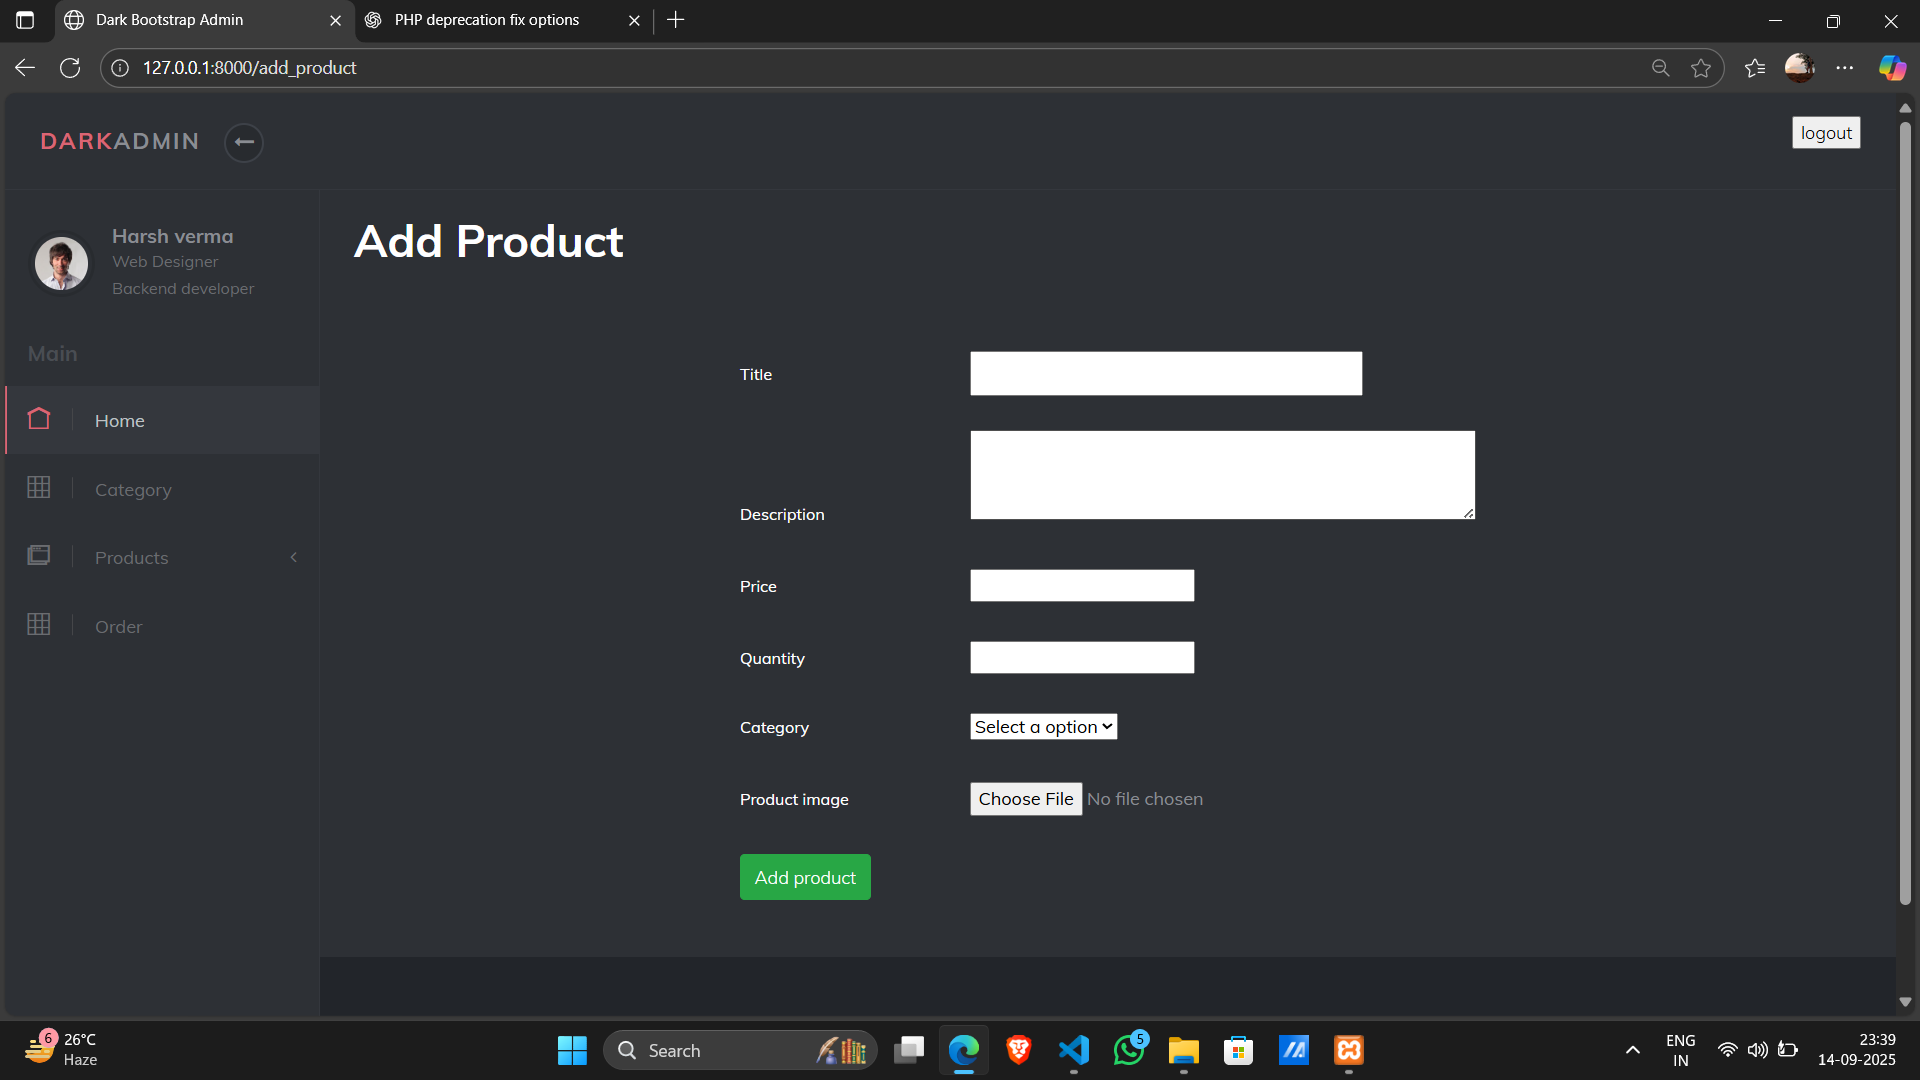 Dark Bootstrap Admin
PHP deprecation fix options
127.0.0.1:8000/add_product
DARKADMIN
logout
Harsh verma
Web Designer
Backend developer
Main
Home
Category
Products
Order
Add Product
Title
Description
Price
Quantity
Category
Select a option
Product image
Choose File No file chosen
Add product
6
26°C
Haze
Search
5
ENG
IN
23:39
14-09-2025